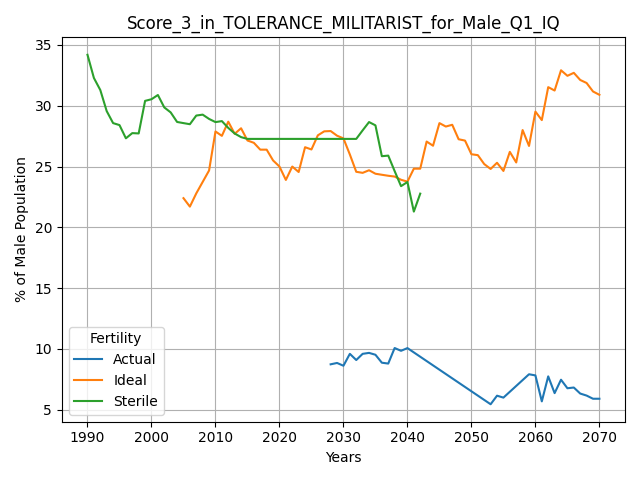 Score_3_in_TOLERANCE_MILITARIST_for_Male_Q1_IQ
% of Male Population
35
30
25
20
15
10
5
Fertility
Actual
Ideal
Sterile
1990 2000 2010 2020 2030 2040 2050 2060 2070
Years